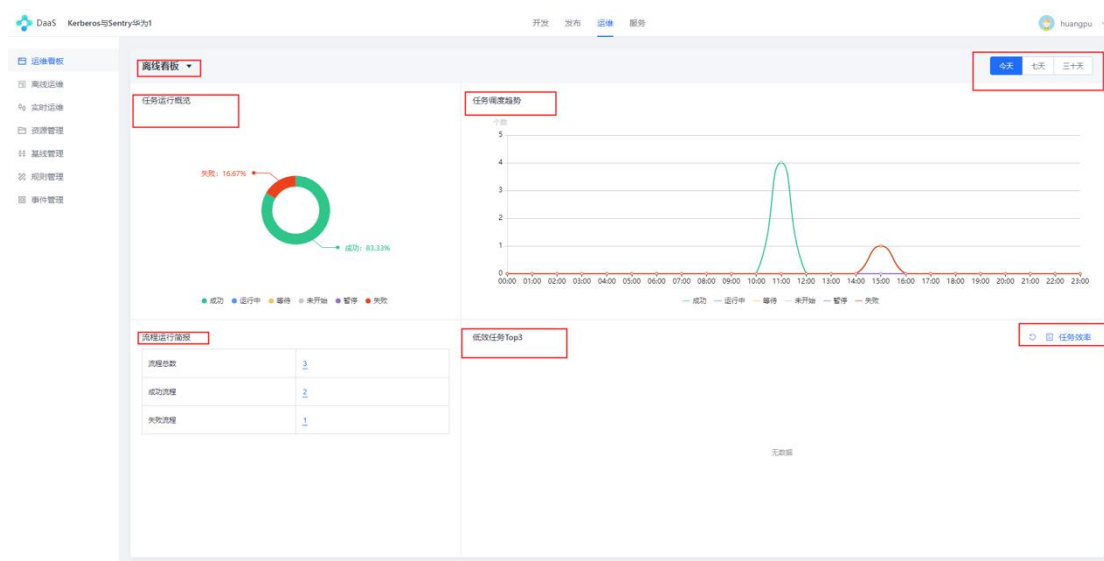 DaaS Kerberos与Sentry华为1 开发 发布 运维 服务 huangpu
运维看板
离线运维
实时运维
资源管理
基线管理
规则管理
事件管理
离线看板 今天 七天 三十天
任务运行概览
失败: 16.67%
成功: 83.33%
成功 运行中 等待 未开始 暂停 失败
任务调度趋势
个数
5
4
3
2
1
0
00:00 01:00 02:00 03:00 04:00 05:00 06:00 07:00 08:00 09:00 10:00 11:00 12:00 13:00 14:00 15:00 16:00 17:00 18:00 19:00 20:00 21:00 22:00 23:00
成功 运行中 等待 未开始 暂停 失败
流程运行简报
流程总数 3
成功流程 2
失败流程 1
低效任务Top3 任务效率
无数据